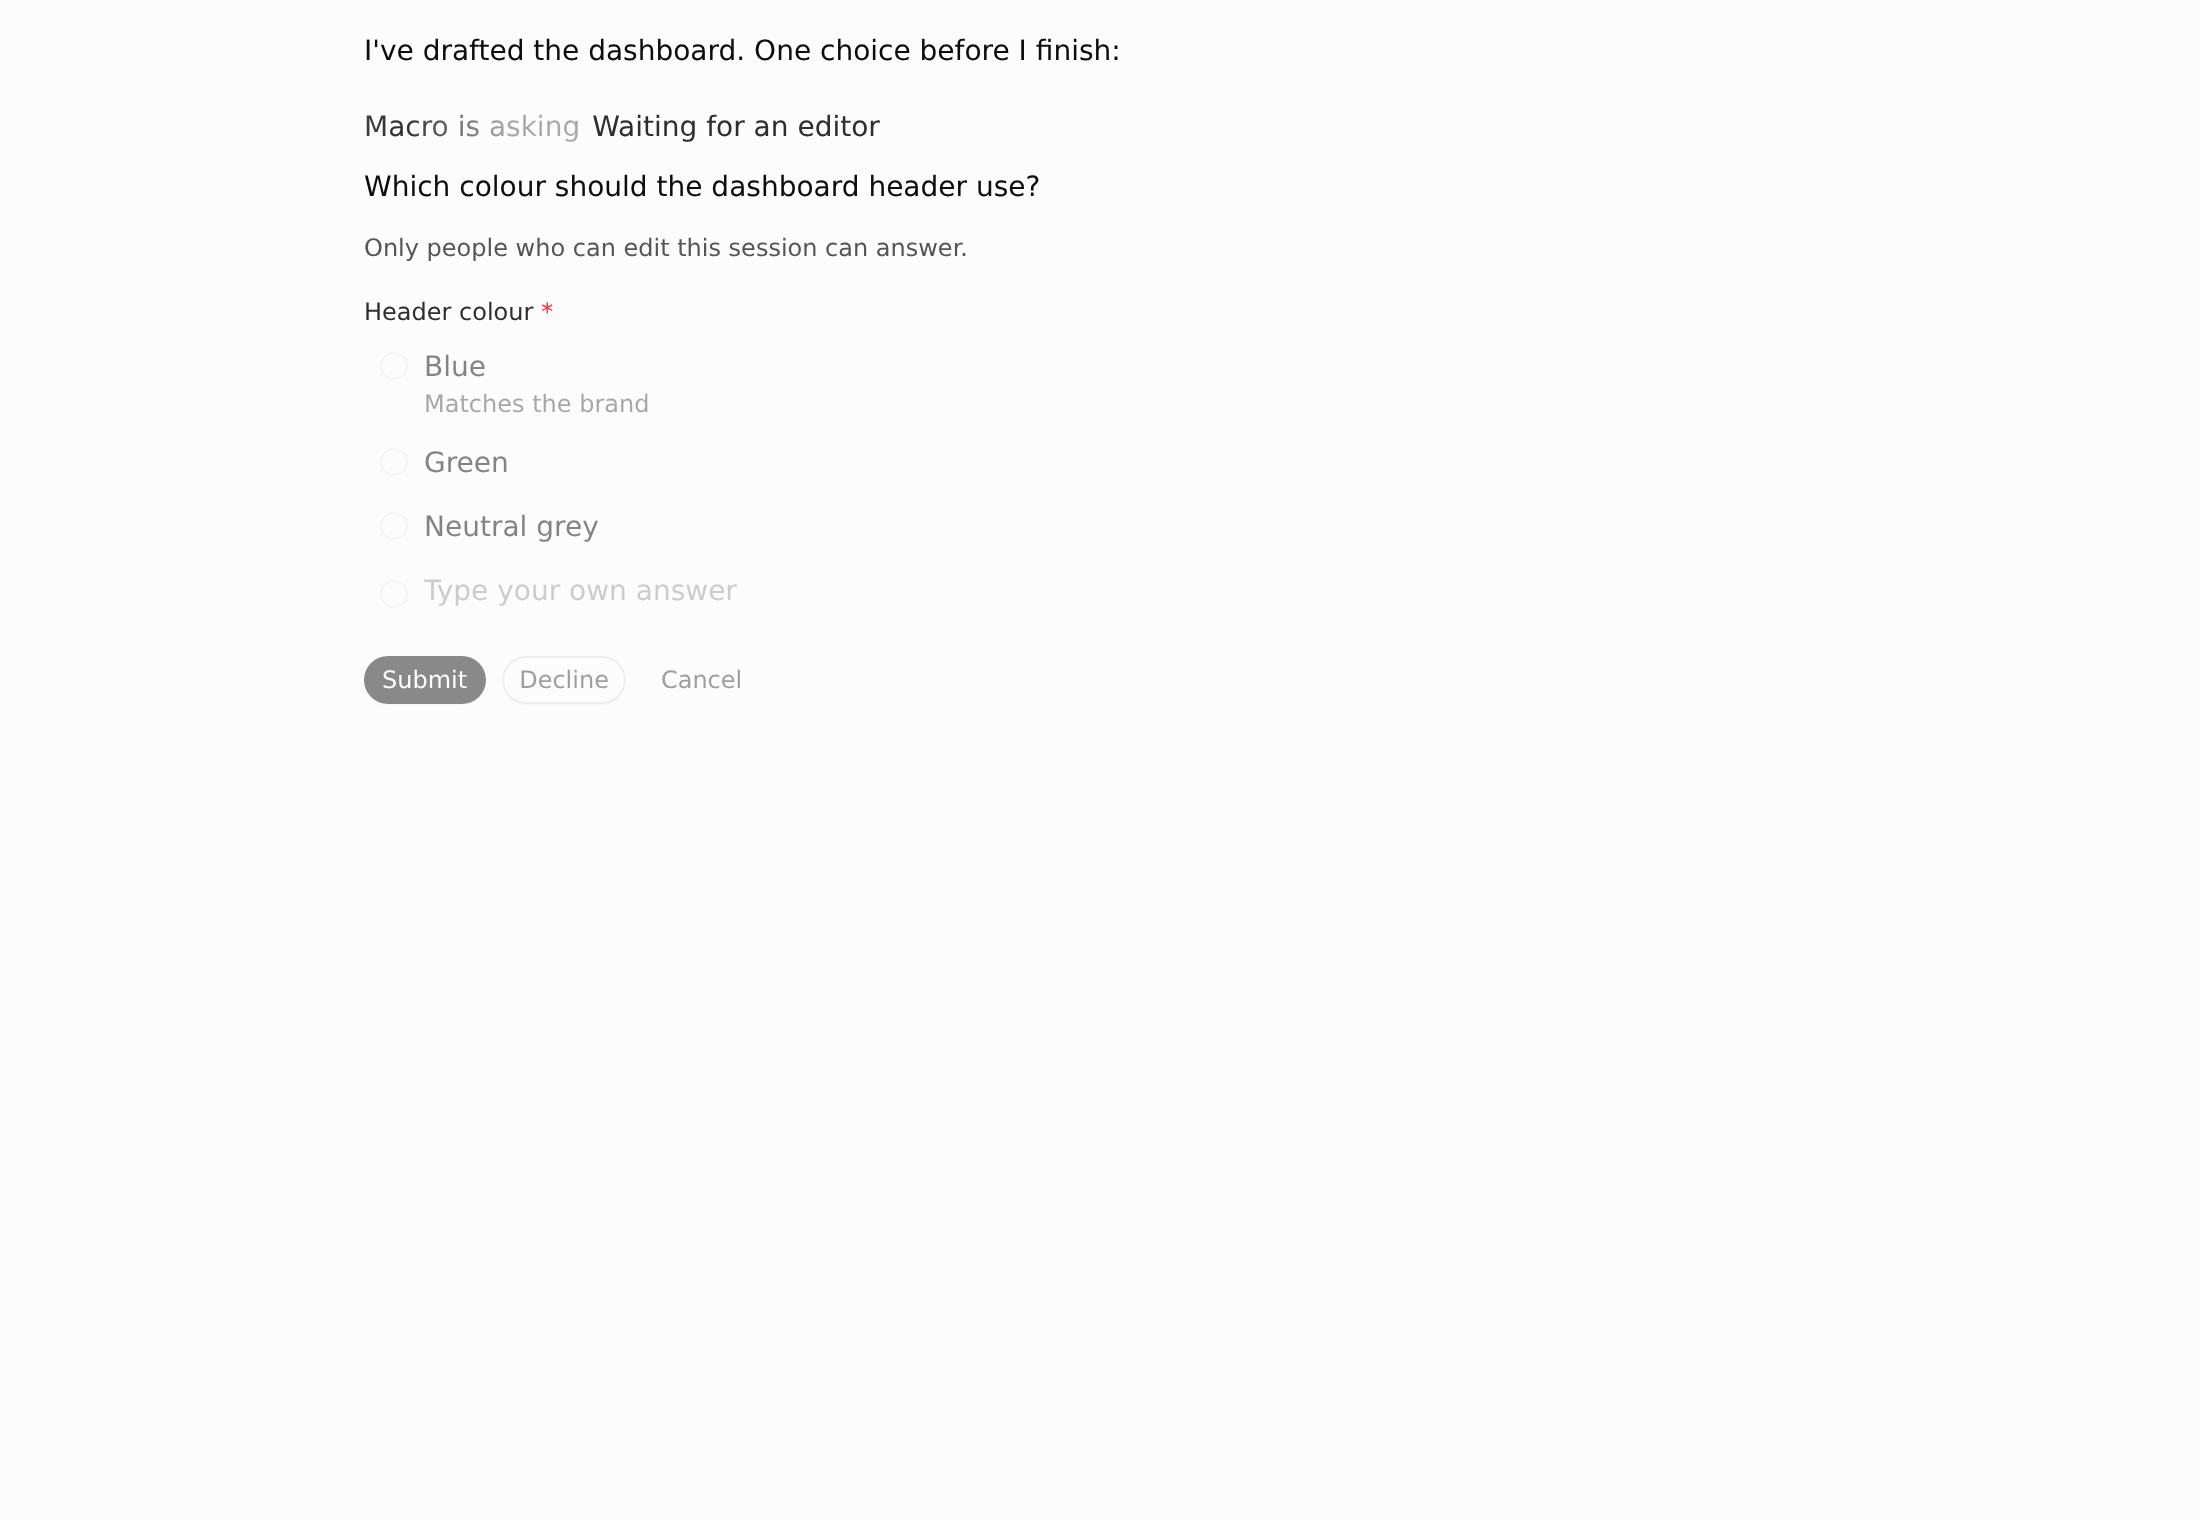 I've drafted the dashboard. One choice before I finish:
Macro is asking Waiting for an editor
Which colour should the dashboard header use?
Only people who can edit this session can answer.
Header colour *
Blue
Matches the brand
Green
Neutral grey
Type your own answer
Submit Decline Cancel